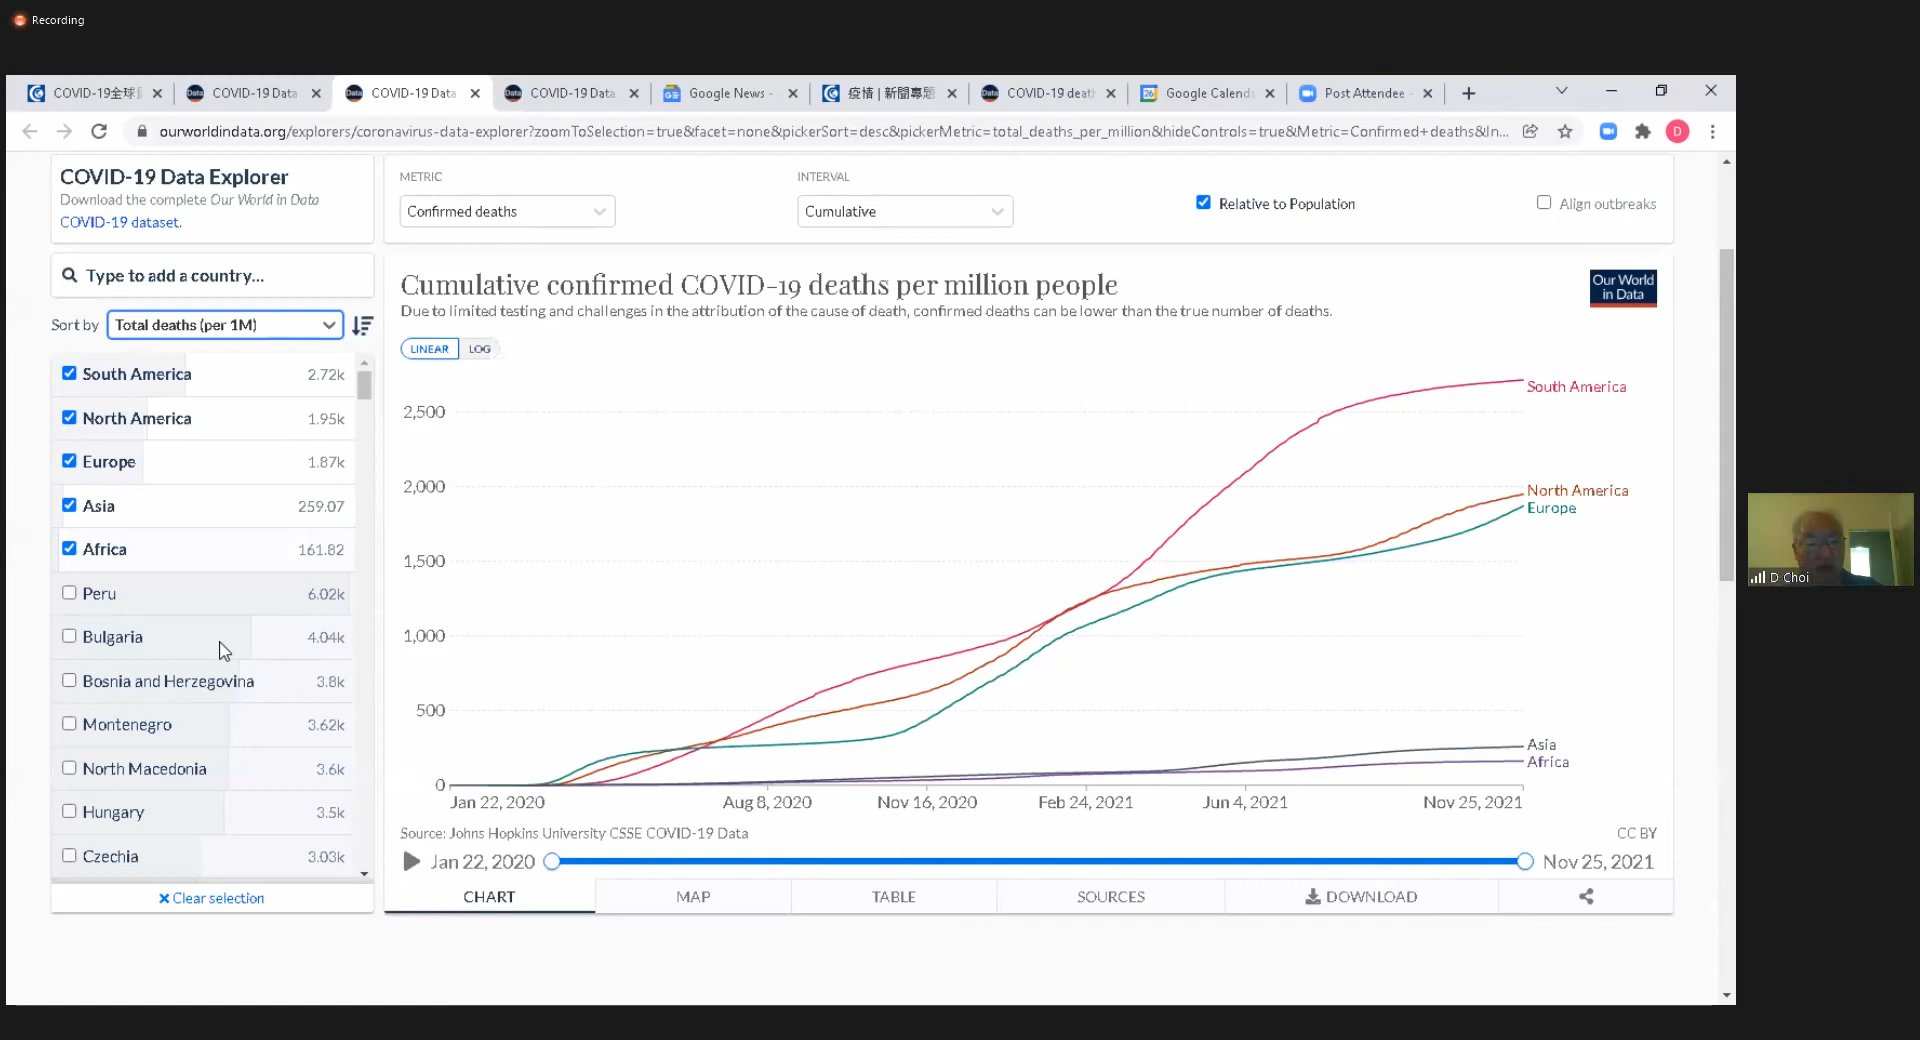 Recording
COVID-19全球
COVID-19 Data
COVID-19 Data
COVID-19 Data
Google News -
疫情 | 新聞專題
COVID-19 deat
Google Calend
Post Attendee -
ourworldindata.org/explorers/coronavirus-data-explorer?zoomToSelection=true&facet=none&pickerSort=desc&pickerMetric=total_deaths_per_million&hideControls=true&Metric=Confirmed+deaths&In...
D
COVID-19 Data Explorer
Download the complete Our World in Data
COVID-19 dataset.
METRIC
Confirmed deaths
INTERVAL
Cumulative
Relative to Population
Align outbreaks
Type to add a country...
Sort by Total deaths (per 1M)
South America 2.72k
North America 1.95k
Europe 1.87k
Asia 259.07
Africa 161.82
Peru 6.02k
Bulgaria 4.04k
Bosnia and Herzegovina 3.8k
Montenegro 3.62k
North Macedonia 3.6k
Hungary 3.5k
Czechia 3.03k
Clear selection
Cumulative confirmed COVID-19 deaths per million people
Due to limited testing and challenges in the attribution of the cause of death, confirmed deaths can be lower than the true number of deaths.
Our World
in Data
LINEAR LOG
2,500
2,000
1,500
1,000
500
0
South America
North America
Europe
Asia
Africa
Jan 22, 2020 Aug 8, 2020 Nov 16, 2020 Feb 24, 2021 Jun 4, 2021 Nov 25, 2021
Source: Johns Hopkins University CSSE COVID-19 Data
CC BY
Jan 22, 2020
Nov 25, 2021
CHART MAP TABLE SOURCES DOWNLOAD
D Choi